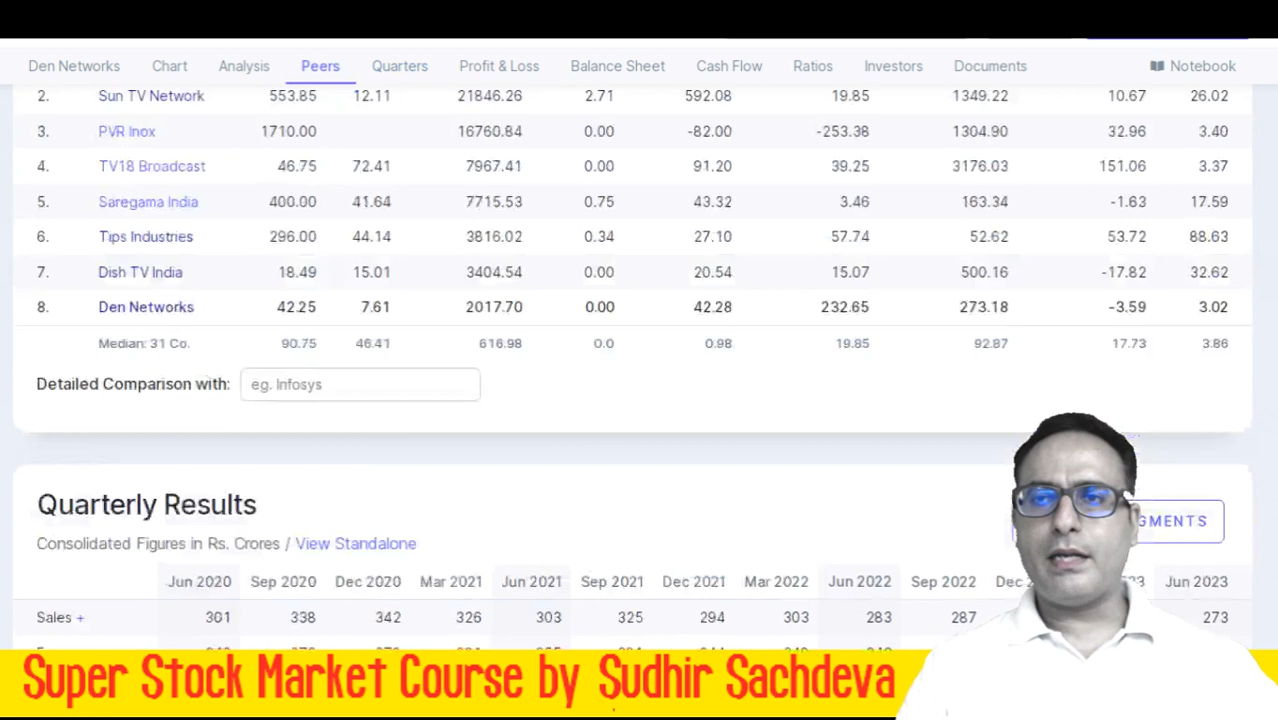 Den Networks Chart Analysis Peers Quarters Profit & Loss Balance Sheet Cash Flow Ratios Investors Documents Notebook
2. Sun TV Network 553.85 12.11 21846.26 2.71 592.08 19.85 1349.22 10.67 26.02
3. PVR Inox 1710.00 16760.84 0.00 -82.00 -253.38 1304.90 32.96 3.40
4. TV18 Broadcast 46.75 72.41 7967.41 0.00 91.20 39.25 3176.03 151.06 3.37
5. Saregama India 400.00 41.64 7715.53 0.75 43.32 3.46 163.34 -1.63 17.59
6. Tips Industries 296.00 44.14 3816.02 0.34 27.10 57.74 52.62 53.72 88.63
7. Dish TV India 18.49 15.01 3404.54 0.00 20.54 15.07 500.16 -17.82 32.62
8. Den Networks 42.25 7.61 2017.70 0.00 42.28 232.65 273.18 -3.59 3.02
Median: 31 Co. 90.75 46.41 616.98 0.0 0.98 19.85 92.87 17.73 3.86
Detailed Comparison with: eg. Infosys
Quarterly Results
GMENTS
Consolidated Figures in Rs. Crores / View Standalone
Jun 2020 Sep 2020 Dec 2020 Mar 2021 Jun 2021 Sep 2021 Dec 2021 Mar 2022 Jun 2022 Sep 2022 Jun 2023
Sales + 301 338 342 326 303 325 294 303 283 287 273
Super Stock Market Course by Sudhir Sachdeva